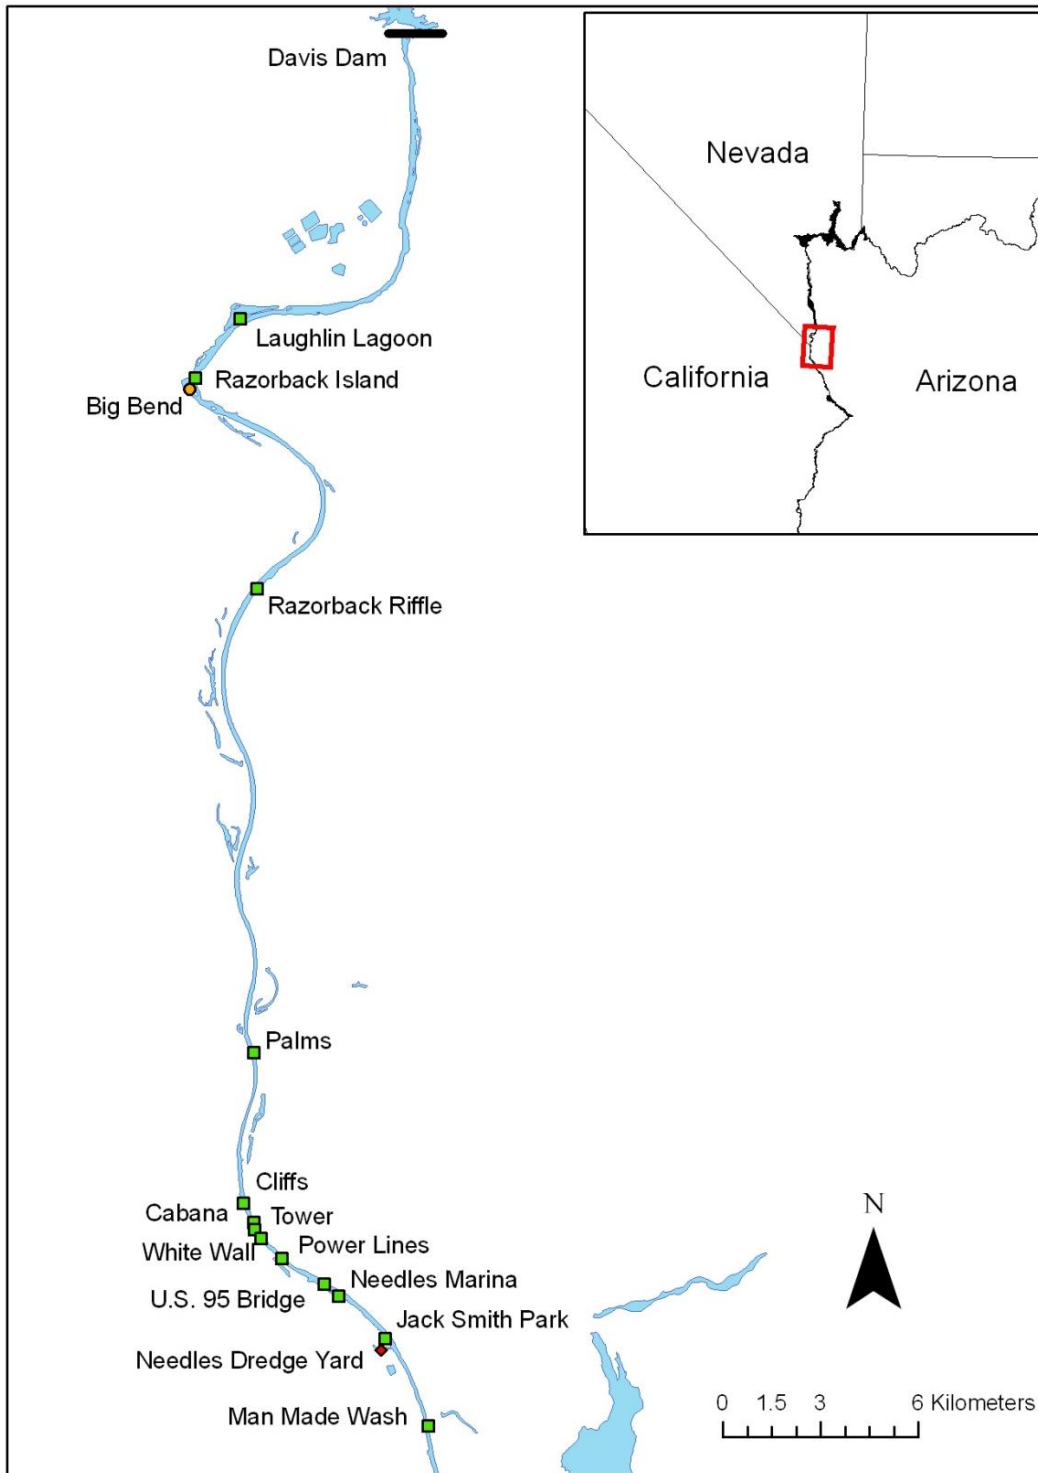 Davis Dam
Nevada
California
Arizona
Laughlin Lagoon
Razorback Island
Big Bend
Razorback Riffle
Palms
Cliffs
Cabana
Tower
White Wall
Power Lines
Needles Marina
U.S. 95 Bridge
Jack Smith Park
Needles Dredge Yard
Man Made Wash
N
0 1.5 3 6 Kilometers